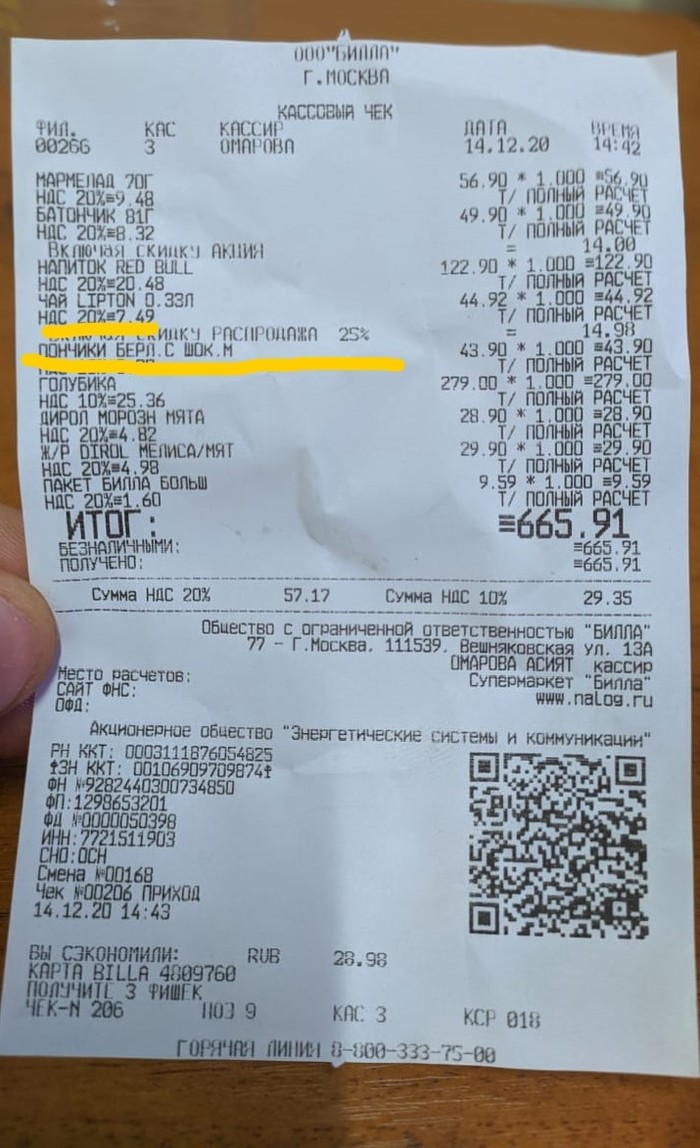 ООО"БИЛЛА"
Г.МОСКВА
КАССОВЫЙ ЧЕК
ФИЛ. КАС КАССИР ДАТА ВРЕМЯ
00266 3 ОМАРОВА 14.12.20 14:42
МАРМЕЛАД 70Г 56.90 * 1.000 ≡56.90
НДС 20%≡9.48 Т/ ПОЛНЫЙ РАСЧЕТ
БАТОНЧИК 81Г 49.90 * 1.000 ≡49.90
НДС 20%≡8.32 Т/ ПОЛНЫЙ РАСЧЕТ
ВКЛЮЧАЯ СКИДКУ АКЦИЯ = 14.00
НАПИТОК RED BULL 122.90 * 1.000 ≡122.90
НДС 20%≡20.48 Т/ ПОЛНЫЙ РАСЧЕТ
ЧАЙ LIPTON 0.33Л 44.92 * 1.000 ≡44.92
НДС 20%≡7.49 Т/ ПОЛНЫЙ РАСЧЕТ
ВКЛЮЧАЯ СКИДКУ РАСПРОДАЖА 25% = 14.98
ПОНЧИКИ БЕРЛ.С ШОК.М 43.90 * 1.000 ≡43.90
Т/ ПОЛНЫЙ РАСЧЕТ
ГОЛУБИКА 279.00 * 1.000 ≡279.00
НДС 10%≡25.36 Т/ ПОЛНЫЙ РАСЧЕТ
ДИРОЛ МОРОЗН МЯТА 28.90 * 1.000 ≡28.90
НДС 20%≡4.82 Т/ ПОЛНЫЙ РАСЧЕТ
Ж/Р DIROL МЕЛИСА/МЯТ 29.90 * 1.000 ≡29.90
НДС 20%≡4.98 Т/ ПОЛНЫЙ РАСЧЕТ
ПАКЕТ БИЛЛА БОЛЬШ 9.59 * 1.000 ≡9.59
НДС 20%≡1.60 Т/ ПОЛНЫЙ РАСЧЕТ
ИТОГ: ≡665.91
БЕЗНАЛИЧНЫМИ: ≡665.91
ПОЛУЧЕНО: ≡665.91
Сумма НДС 20% 57.17 Сумма НДС 10% 29.35
Общество с ограниченной ответственностью "БИЛЛА"
77 - Г.Москва, 111539, Вешняковская ул. 13А
ОМАРОВА АСИЯТ кассир
Место расчетов: Супермаркет "Билла"
САЙТ ФНС: www.nalog.ru
ОФД:
Акционерное общество "Энергетические системы и коммуникации"
РН ККТ: 0003111876054825
ЗН ККТ: 00106909709874
ФН №9282440300734850
ФП:1298653201
ФД №0000050398
ИНН:7721511903
СНО:ОСН
Смена №00168
Чек №00206 ПРИХОД
14.12.20 14:43
ВЫ СЭКОНОМИЛИ: RUB 28.98
КАРТА BILLA 4809760
ПОЛУЧИТЕ 3 ФИШЕК
ЧЕК-N 206 ПОЗ 9 КАС 3 КСР 018
ГОРЯЧАЯ ЛИНИЯ 8-800-333-75-00